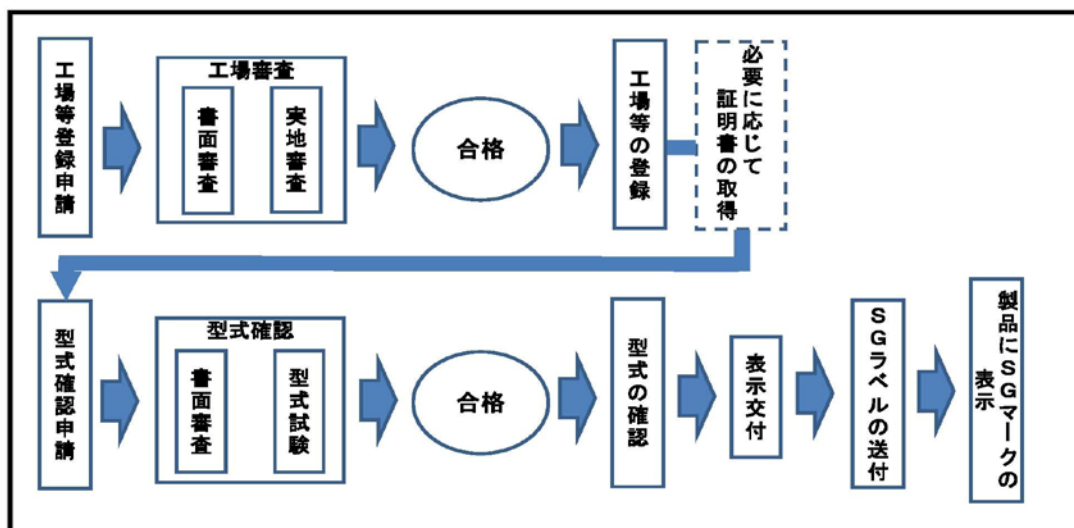 工場等登録申請
工場審査
書面審査
実地審査
合格
工場等の登録
必要に応じて
証明書の取得
型式確認申請
型式確認
書面審査
型式試験
合格
型式の確認
表示交付
SGラベルの送付
製品にSGマークの
表示